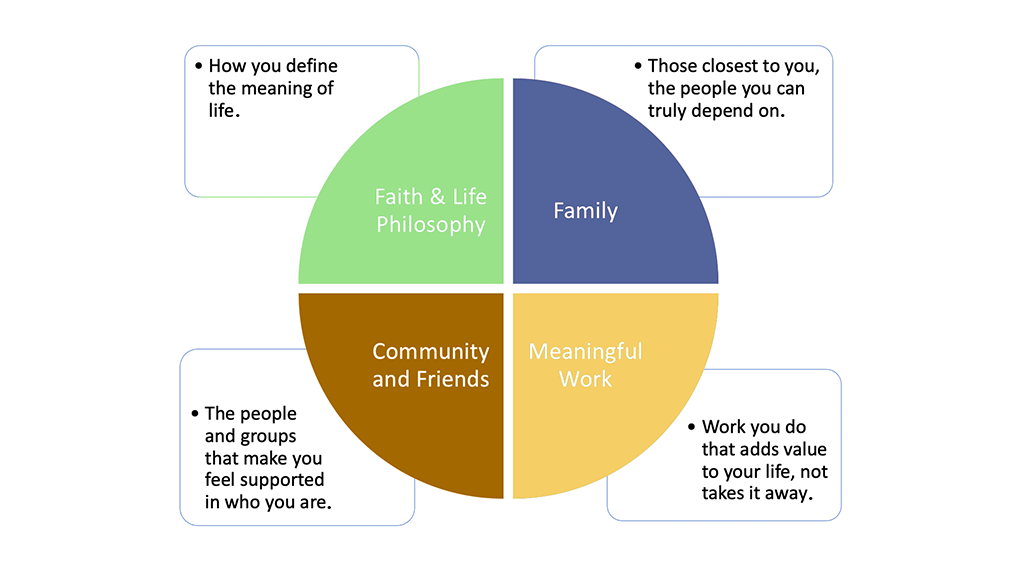 • How you define
the meaning of
life.
• Those closest to you,
the people you can
truly depend on.
Faith & Life
Philosophy
Family
Community
and Friends
Meaningful
Work
• The people
and groups
that make you
feel supported
in who you are.
• Work you do
that adds value
to your life, not
takes it away.